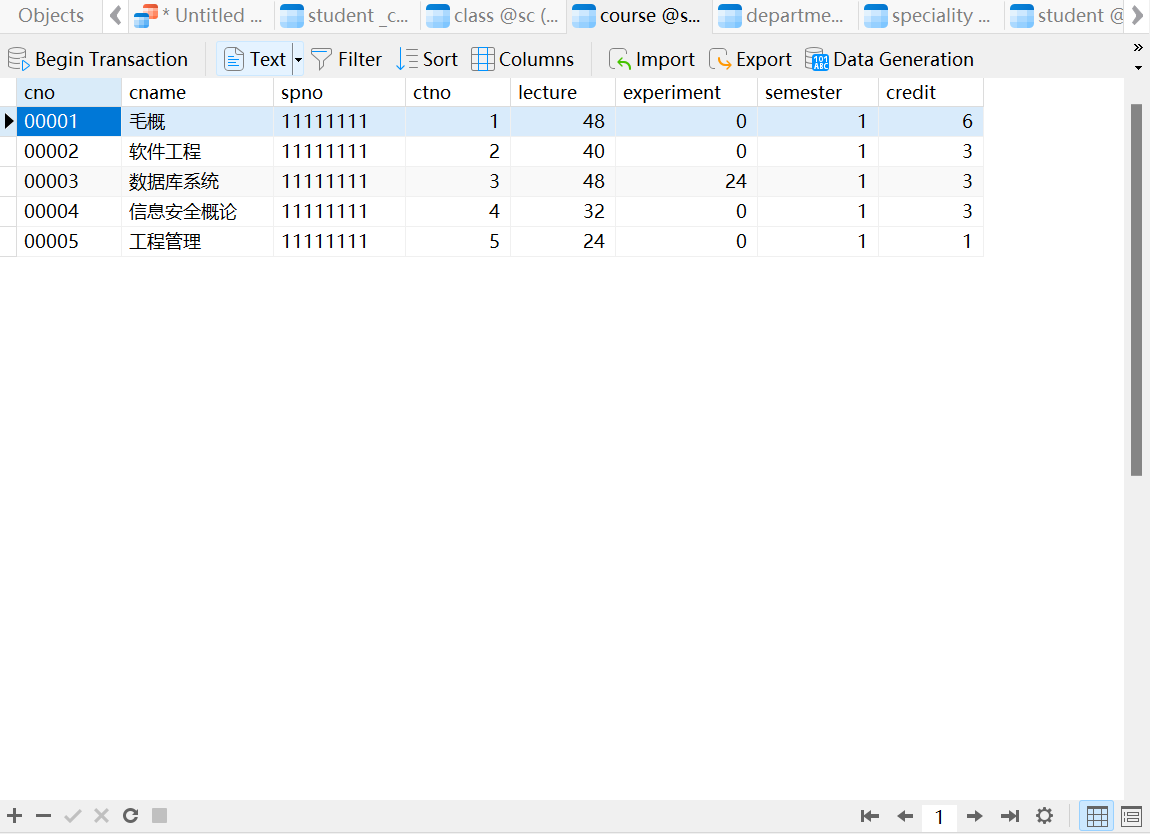 Objects * Untitled ... student _c... class @sc (... course @s... departme... speciality ... student @
Begin Transaction Text Filter Sort Columns Import Export Data Generation
cno cname spno ctno lecture experiment semester credit
00001 毛概 11111111 1 48 0 1 6
00002 软件工程 11111111 2 40 0 1 3
00003 数据库系统 11111111 3 48 24 1 3
00004 信息安全概论 11111111 4 32 0 1 3
00005 工程管理 11111111 5 24 0 1 1
1